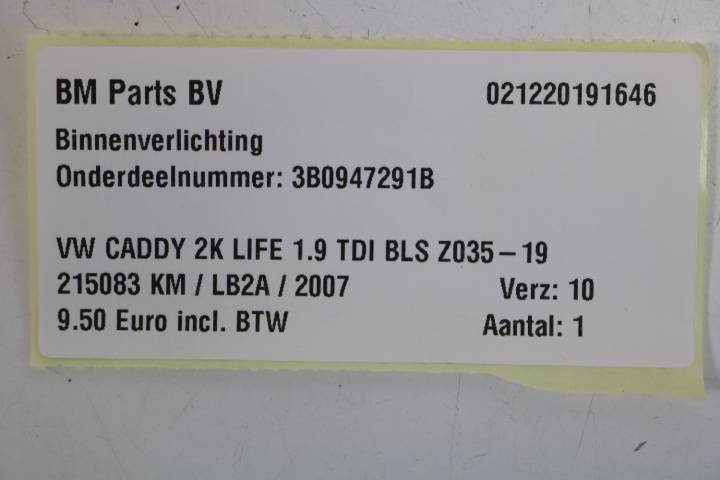 BM Parts BV 021220191646
Binnenverlichting
Onderdeelnummer: 3B0947291B
VW CADDY 2K LIFE 1.9 TDI BLS Z035-19
215083 KM / LB2A / 2007 Verz: 10
9.50 Euro incl. BTW Aantal: 1